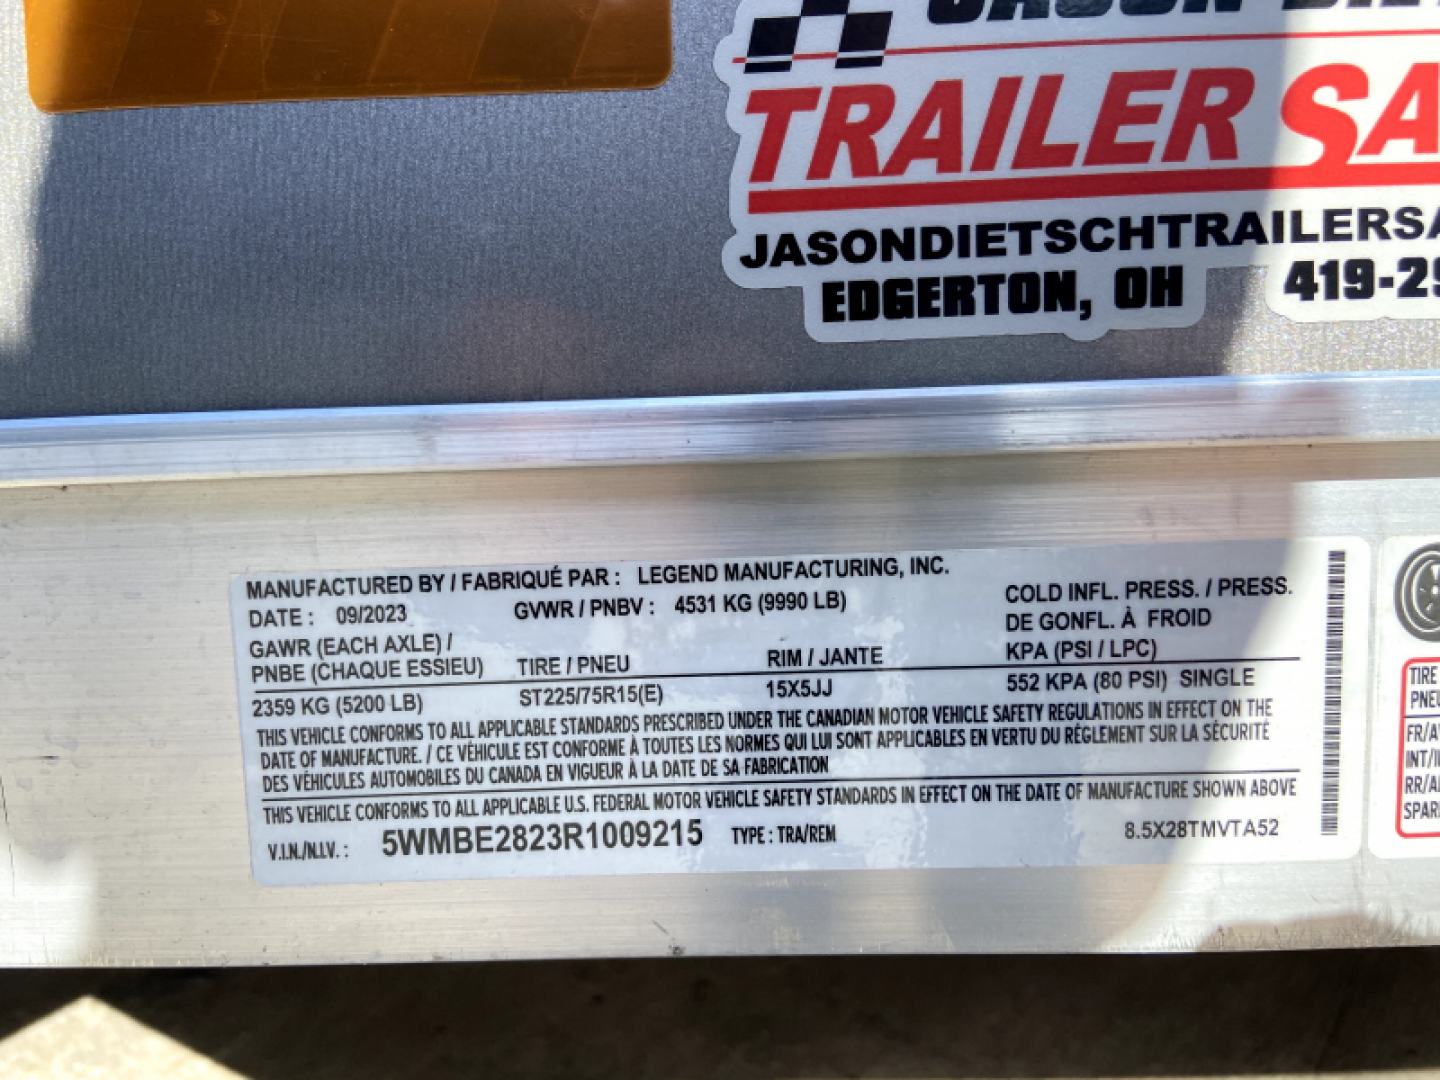 TRAILER SA
JASONDIETSCHTRAILERSA
EDGERTON, OH
419-29
MANUFACTURED BY / FABRIQUÉ PAR : LEGEND MANUFACTURING, INC.
DATE : 09/2023 GVWR / PNBV : 4531 KG (9990 LB)
COLD INFL. PRESS. / PRESS.
DE GONFL. À FROID
KPA (PSI / LPC)
GAWR (EACH AXLE) /
PNBE (CHAQUE ESSIEU) TIRE / PNEU RIM / JANTE
2359 KG (5200 LB) ST225/75R15(E) 15X5JJ 552 KPA (80 PSI) SINGLE
THIS VEHICLE CONFORMS TO ALL APPLICABLE STANDARDS PRESCRIBED UNDER THE CANADIAN MOTOR VEHICLE SAFETY REGULATIONS IN EFFECT ON THE
DATE OF MANUFACTURE. / CE VÉHICULE EST CONFORME À TOUTES LES NORMES QUI LUI SONT APPLICABLES EN VERTU DU RÈGLEMENT SUR LA SÉCURITÉ
DES VÉHICULES AUTOMOBILES DU CANADA EN VIGUEUR À LA DATE DE SA FABRICATION
THIS VEHICLE CONFORMS TO ALL APPLICABLE U.S. FEDERAL MOTOR VEHICLE SAFETY STANDARDS IN EFFECT ON THE DATE OF MANUFACTURE SHOWN ABOVE
V.I.N./N.I.V. : 5WMBE2823R1009215 TYPE : TRA/REM 8.5X28TMVTA52
TIRE
PNEU
FR/AV
INT/I
RR/A
SPAR